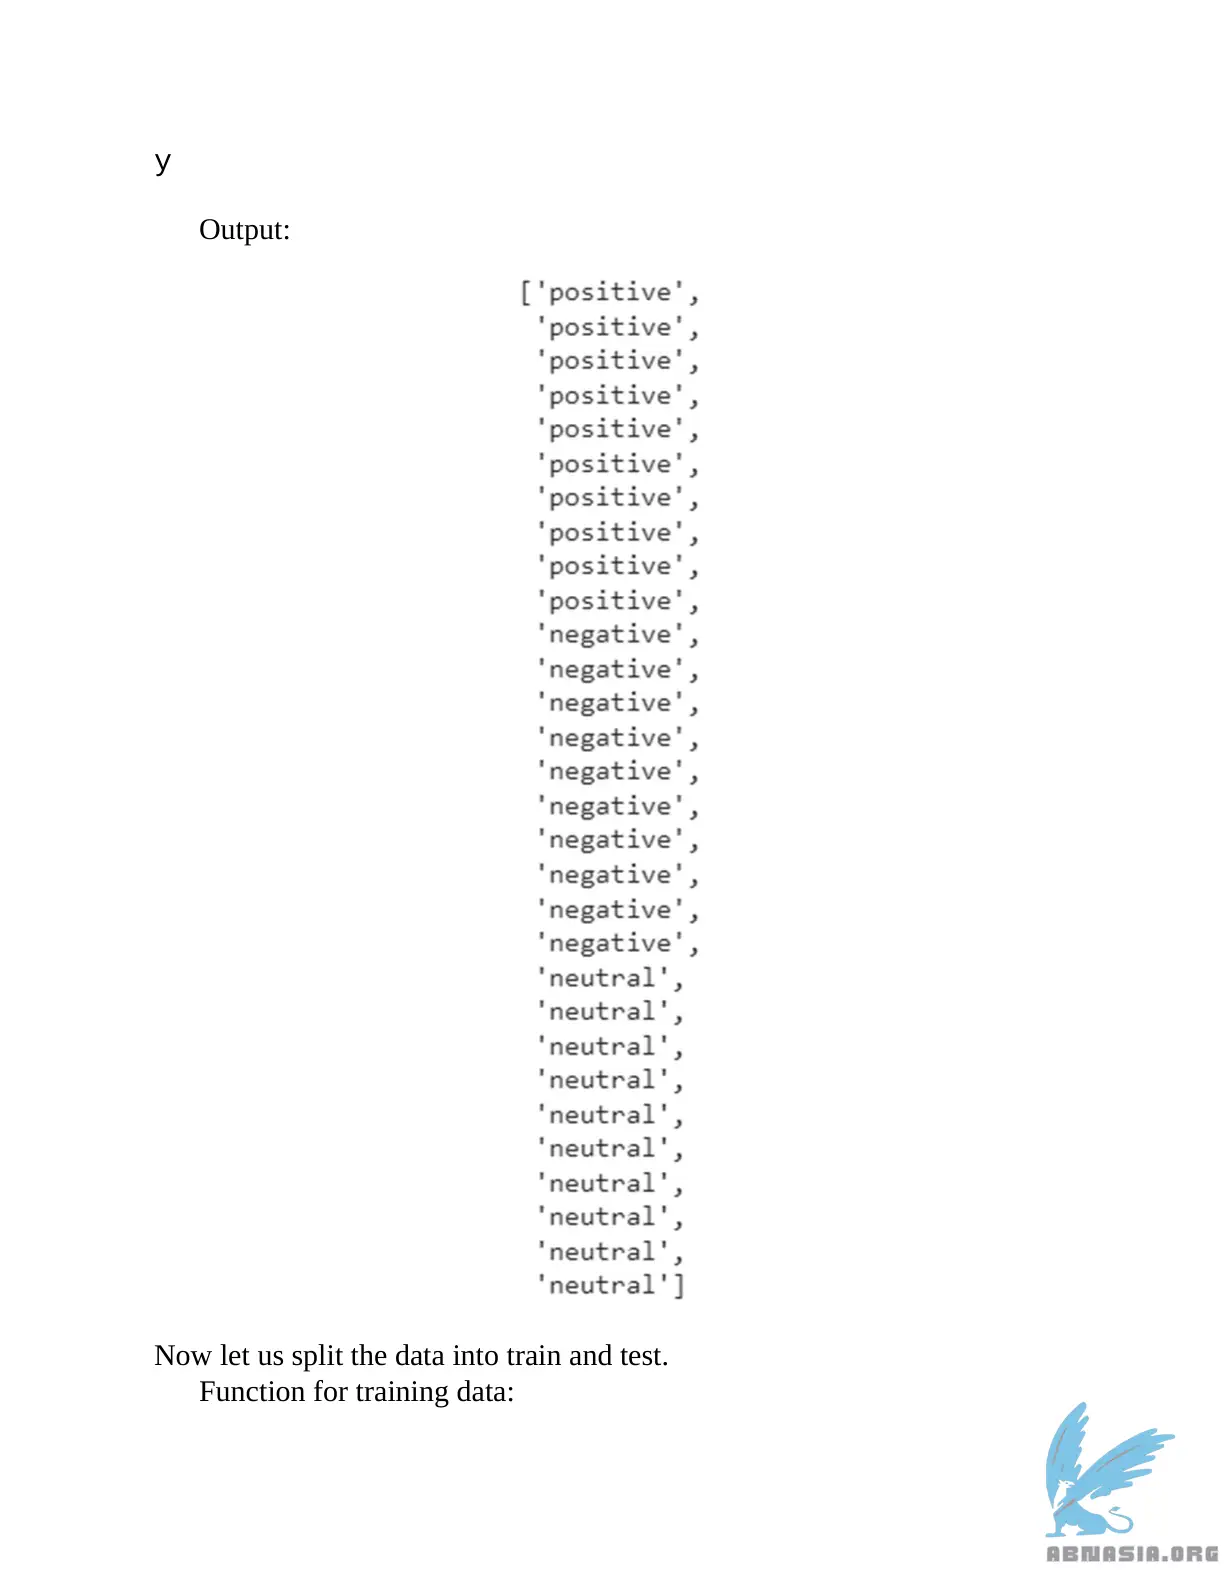 y
Output:
['positive',
'positive',
'positive',
'positive',
'positive',
'positive',
'positive',
'positive',
'positive',
'positive',
'negative',
'negative',
'negative',
'negative',
'negative',
'negative',
'negative',
'negative',
'negative',
'negative',
'neutral',
'neutral',
'neutral',
'neutral',
'neutral',
'neutral',
'neutral',
'neutral',
'neutral',
'neutral']
Now let us split the data into train and test.
Function for training data:
ABNASIA.ORG